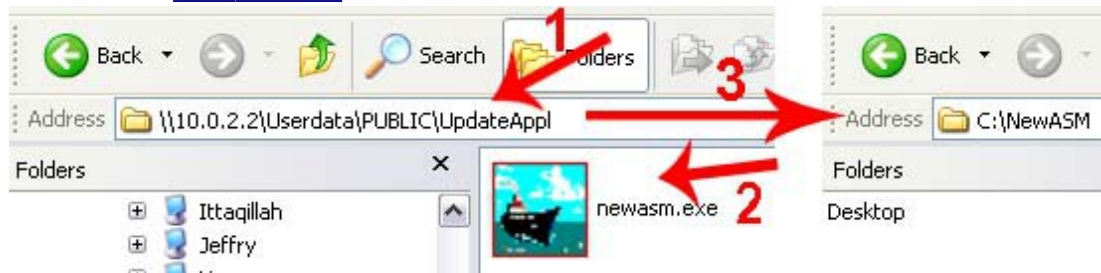 Back Search Folders 1 3 Back
Address \\10.0.2.2\Userdata\PUBLIC\UpdateAppl Address C:\NewASM
Folders × Folders
Ittaqillah newasm.exe 2 Desktop
Jeffry